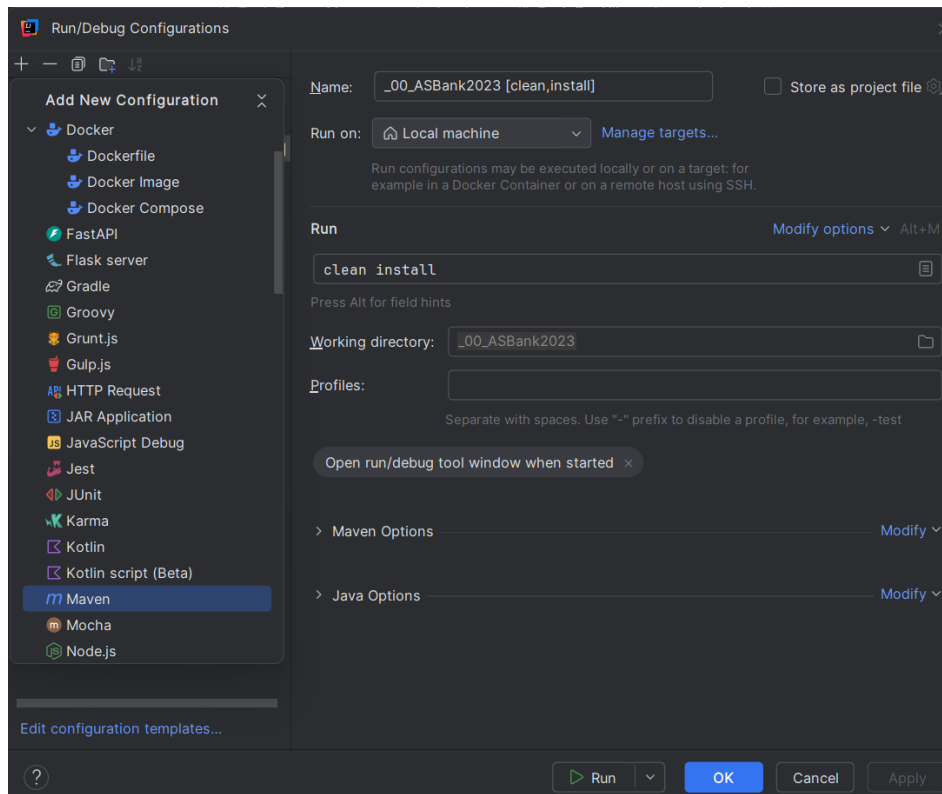 Run/Debug Configurations
Add New Configuration
Docker
Dockerfile
Docker Image
Docker Compose
FastAPI
Flask server
Gradle
Groovy
Grunt.js
Gulp.js
HTTP Request
JAR Application
JavaScript Debug
Jest
JUnit
Karma
Kotlin
Kotlin script (Beta)
Maven
Mocha
Node.js
Edit configuration templates...
Name: _00_ASBank2023 [clean,install] Store as project file
Run on: Local machine Manage targets...
Run configurations may be executed locally or on a target: for
example in a Docker Container or on a remote host using SSH.
Run Modify options Alt+M
clean install
Press Alt for field hints
Working directory: _00_ASBank2023
Profiles:
Separate with spaces. Use "-" prefix to disable a profile, for example, -test
Open run/debug tool window when started
Maven Options Modify
Java Options Modify
? Run OK Cancel Apply